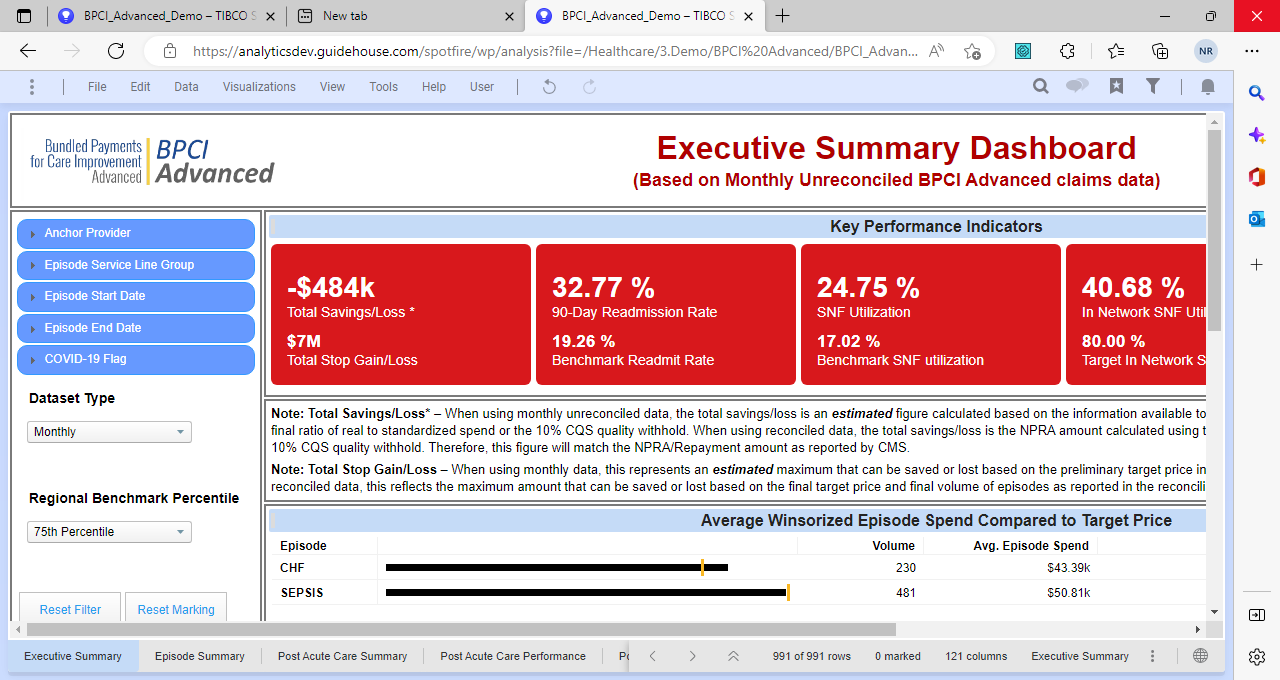 BPCI_Advanced_Demo – TIBCO S
New tab
BPCI_Advanced_Demo – TIBCO S
https://analyticsdev.guidehouse.com/spotfire/wp/analysis?file=/Healthcare/3.Demo/BPCI%20Advanced/BPCI_Advan...
NR
File Edit Data Visualizations View Tools Help User
Bundled Payments
for Care Improvement
Advanced
BPCI
Advanced
Executive Summary Dashboard
(Based on Monthly Unreconciled BPCI Advanced claims data)
Anchor Provider
Episode Service Line Group
Episode Start Date
Episode End Date
COVID-19 Flag
Dataset Type
Monthly
Regional Benchmark Percentile
75th Percentile
Reset Filter
Reset Marking
Key Performance Indicators
-$484k
Total Savings/Loss *
$7M
Total Stop Gain/Loss
32.77 %
90-Day Readmission Rate
19.26 %
Benchmark Readmit Rate
24.75 %
SNF Utilization
17.02 %
Benchmark SNF utilization
40.68 %
In Network SNF Util
80.00 %
Target In Network S
Note: Total Savings/Loss* – When using monthly unreconciled data, the total savings/loss is an estimated figure calculated based on the information available to
final ratio of real to standardized spend or the 10% CQS quality withhold. When using reconciled data, the total savings/loss is the NPRA amount calculated using t
10% CQS quality withhold. Therefore, this figure will match the NPRA/Repayment amount as reported by CMS.
Note: Total Stop Gain/Loss – When using monthly data, this represents an estimated maximum that can be saved or lost based on the preliminary target price in
reconciled data, this reflects the maximum amount that can be saved or lost based on the final target price and final volume of episodes as reported in the reconcili
Average Winsorized Episode Spend Compared to Target Price
Episode Volume Avg. Episode Spend
CHF 230 $43.39k
SEPSIS 481 $50.81k
Executive Summary Episode Summary Post Acute Care Summary Post Acute Care Performance Po
991 of 991 rows 0 marked 121 columns Executive Summary